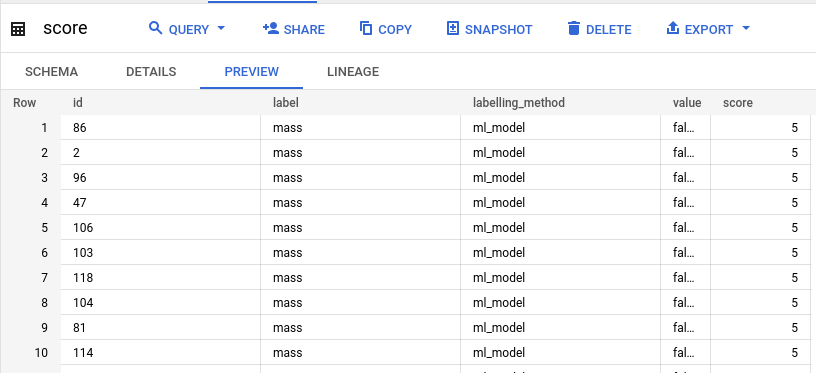 score QUERY SHARE COPY SNAPSHOT DELETE EXPORT
SCHEMA DETAILS PREVIEW LINEAGE
Row id label labelling_method value score
1 86 mass ml_model fal... 5
2 2 mass ml_model fal... 5
3 96 mass ml_model fal... 5
4 47 mass ml_model fal... 5
5 106 mass ml_model fal... 5
6 103 mass ml_model fal... 5
7 118 mass ml_model fal... 5
8 104 mass ml_model fal... 5
9 81 mass ml_model fal... 5
10 114 mass ml_model fal... 5